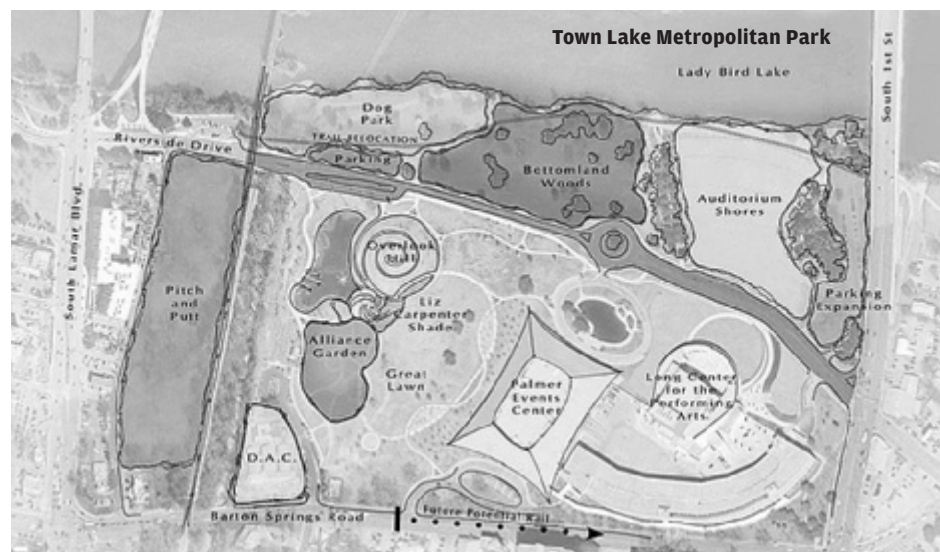 Town Lake Metropolitan Park
Lady Bird Lake
South 1st St
Dog
Park
TRAIL RELOCATION
Riverside Drive
Parking
Bottomland
Woods
Auditorium
Shores
South Lamar Blvd.
Overlook
Hill
Pitch
and
Putt
Liz
Carpenter
Shade
Parking
Expansion
Alliance
Garden
Great
Lawn
Palmer
Events
Center
Long Center
for the
Performing
Arts
D.A.C.
Barton Springs Road
Future Potential Rail